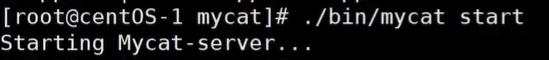 [root@centOS-1 mycat]# ./bin/mycat start
Starting Mycat-server...